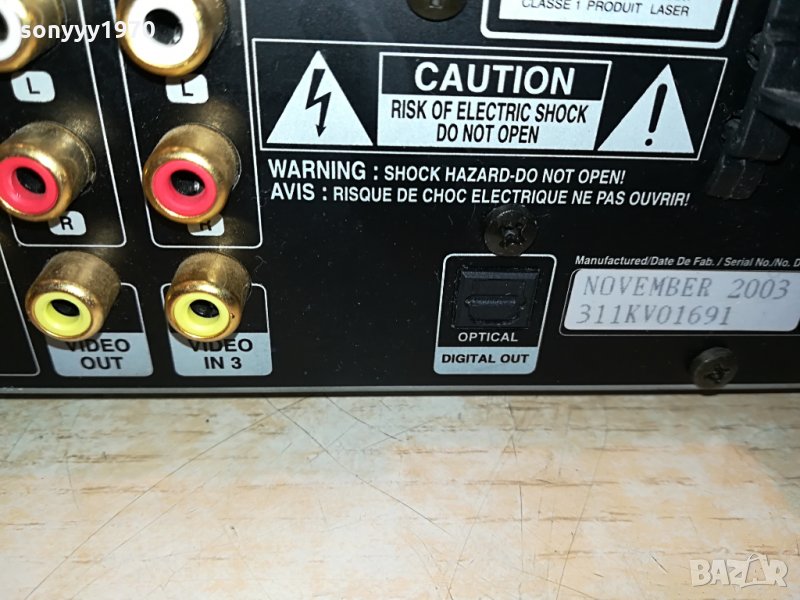 sonyyy1970
CLASSE 1 PRODUIT LASER
L
L
CAUTION
RISK OF ELECTRIC SHOCK
DO NOT OPEN
WARNING : SHOCK HAZARD-DO NOT OPEN!
AVIS : RISQUE DE CHOC ELECTRIQUE NE PAS OUVRIR!
R
R
Manufactured/Date De Fab. / Serial No./No. D
NOVEMBER 2003
311KV01691
VIDEO
OUT
VIDEO
IN 3
OPTICAL
DIGITAL OUT
BAZAR